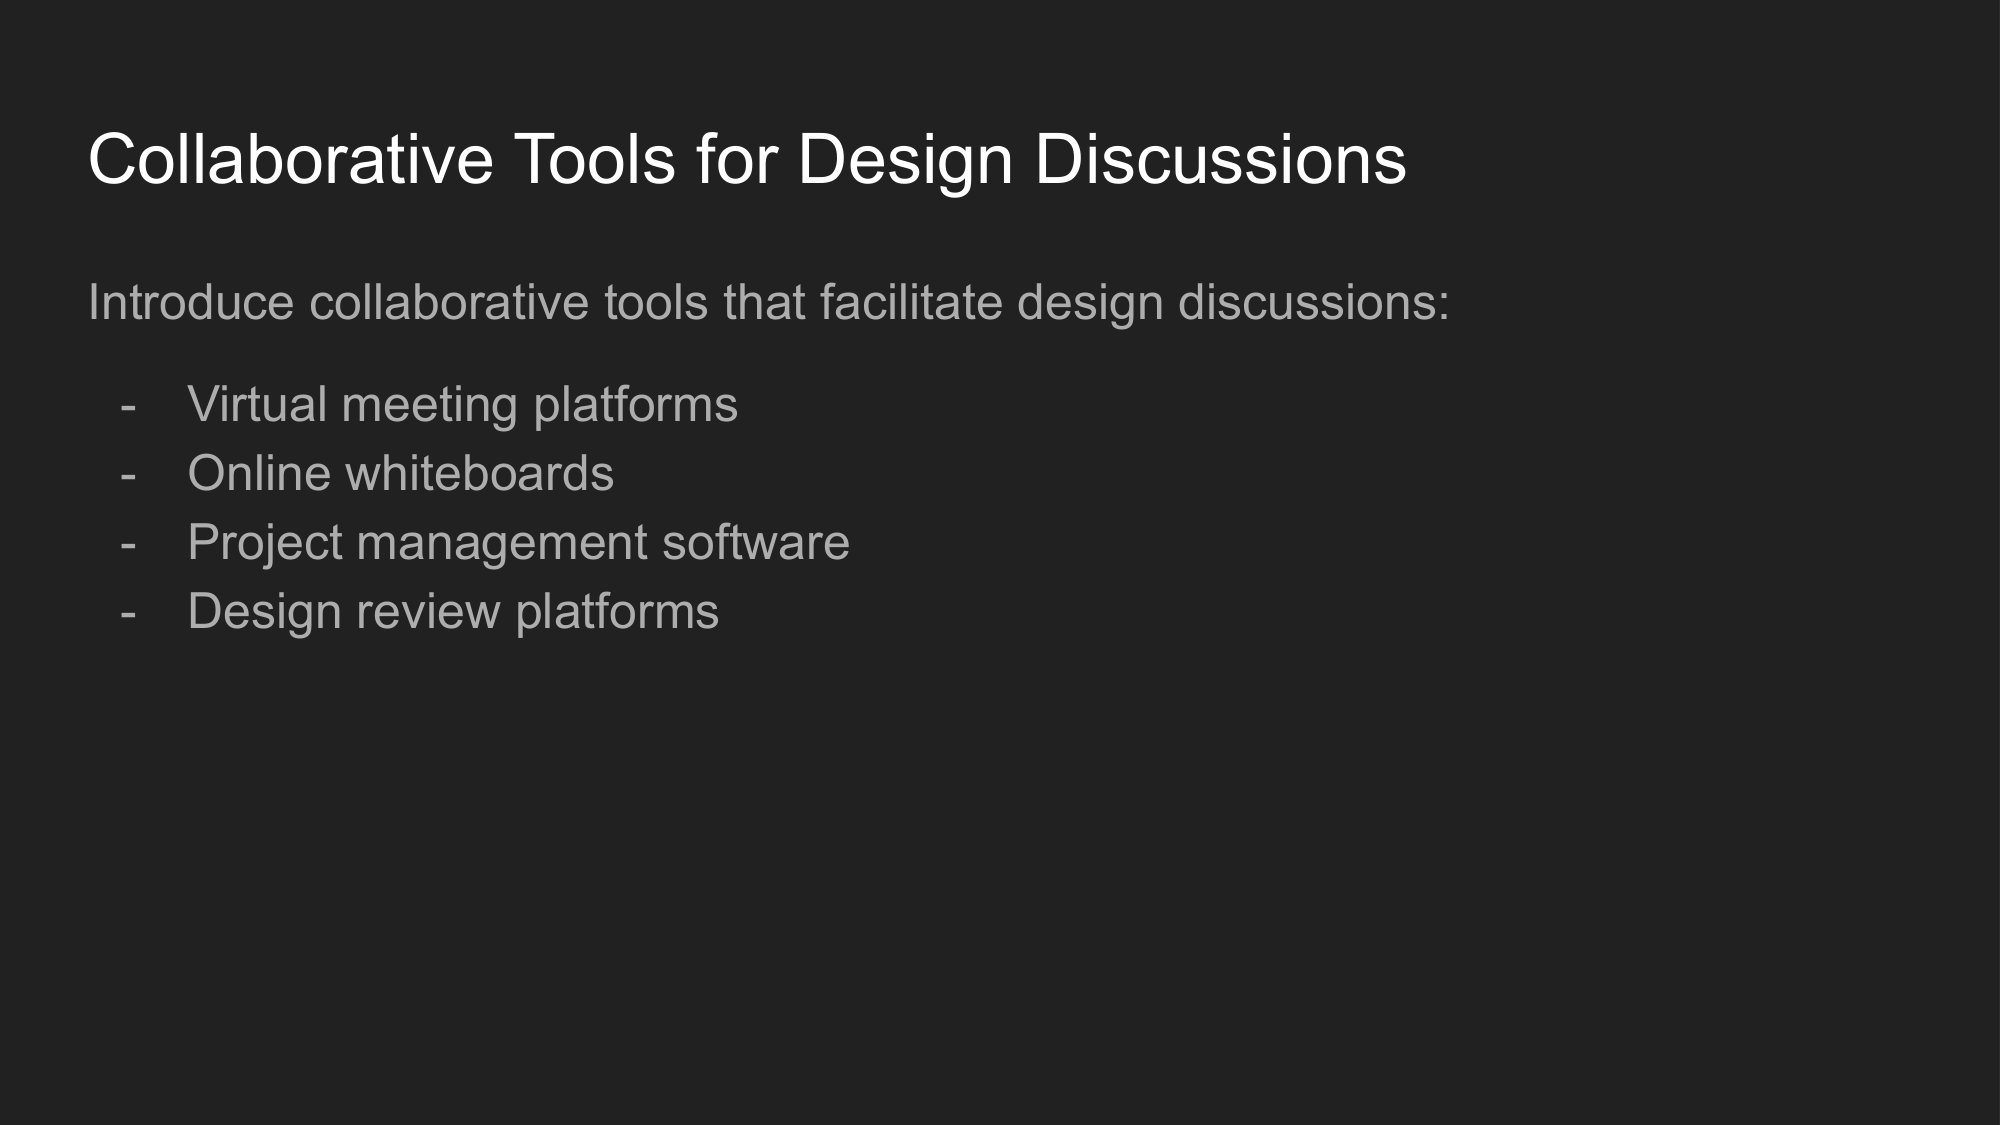 Collaborative Tools for Design Discussions
Introduce collaborative tools that facilitate design discussions:
- Virtual meeting platforms
- Online whiteboards
- Project management software
- Design review platforms